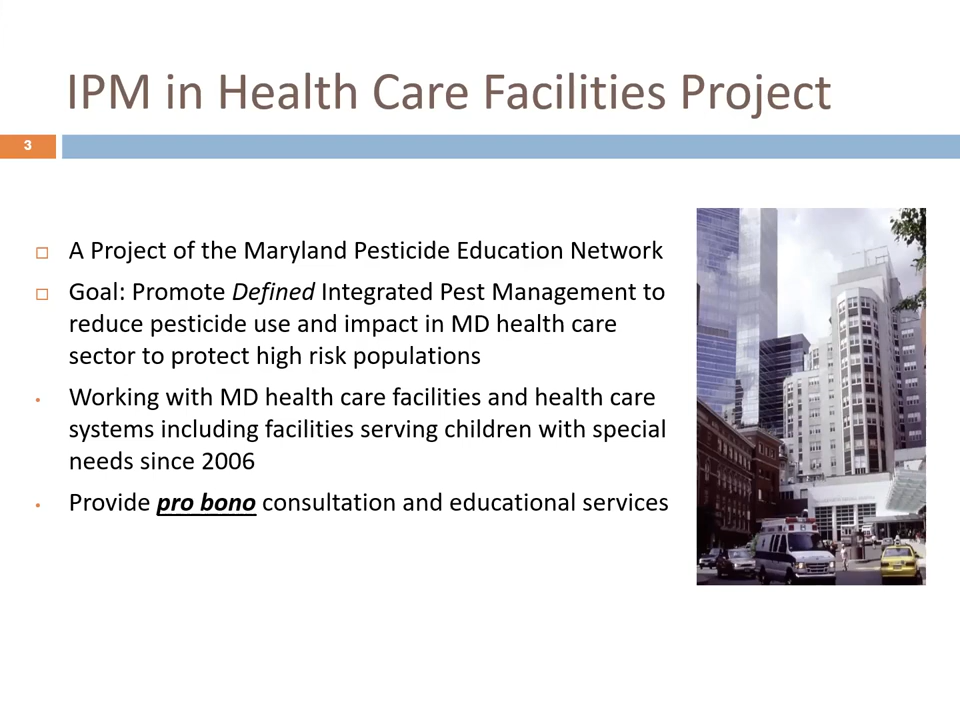 IPM in Health Care Facilities Project
3
A Project of the Maryland Pesticide Education Network
Goal: Promote Defined Integrated Pest Management to
reduce pesticide use and impact in MD health care
sector to protect high risk populations
Working with MD health care facilities and health care
systems including facilities serving children with special
needs since 2006
Provide pro bono consultation and educational services